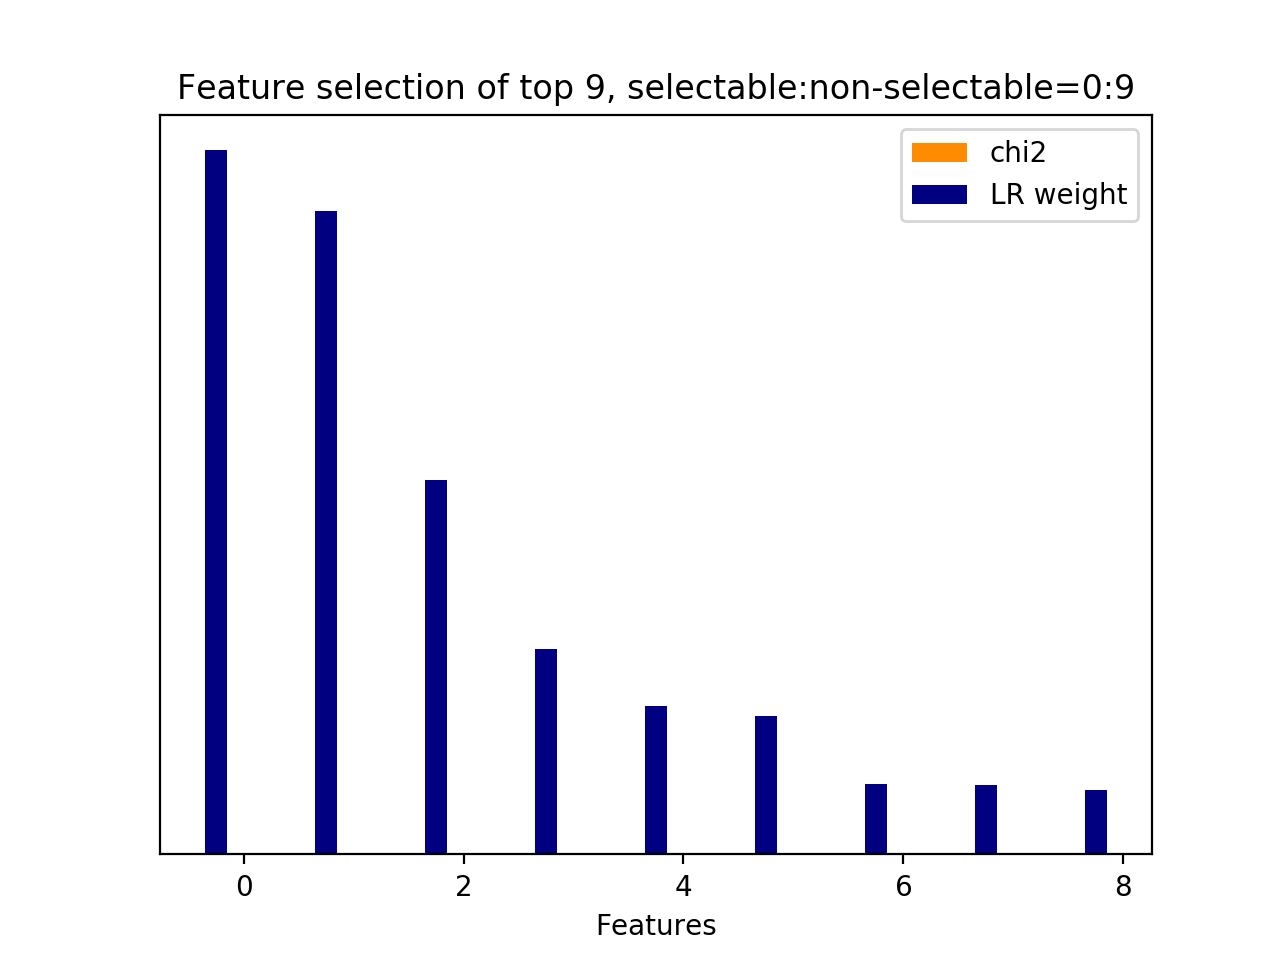 Feature selection of top 9, selectable:non-selectable=0:9
chi2
LR weight
0 2 4 6 8
Features